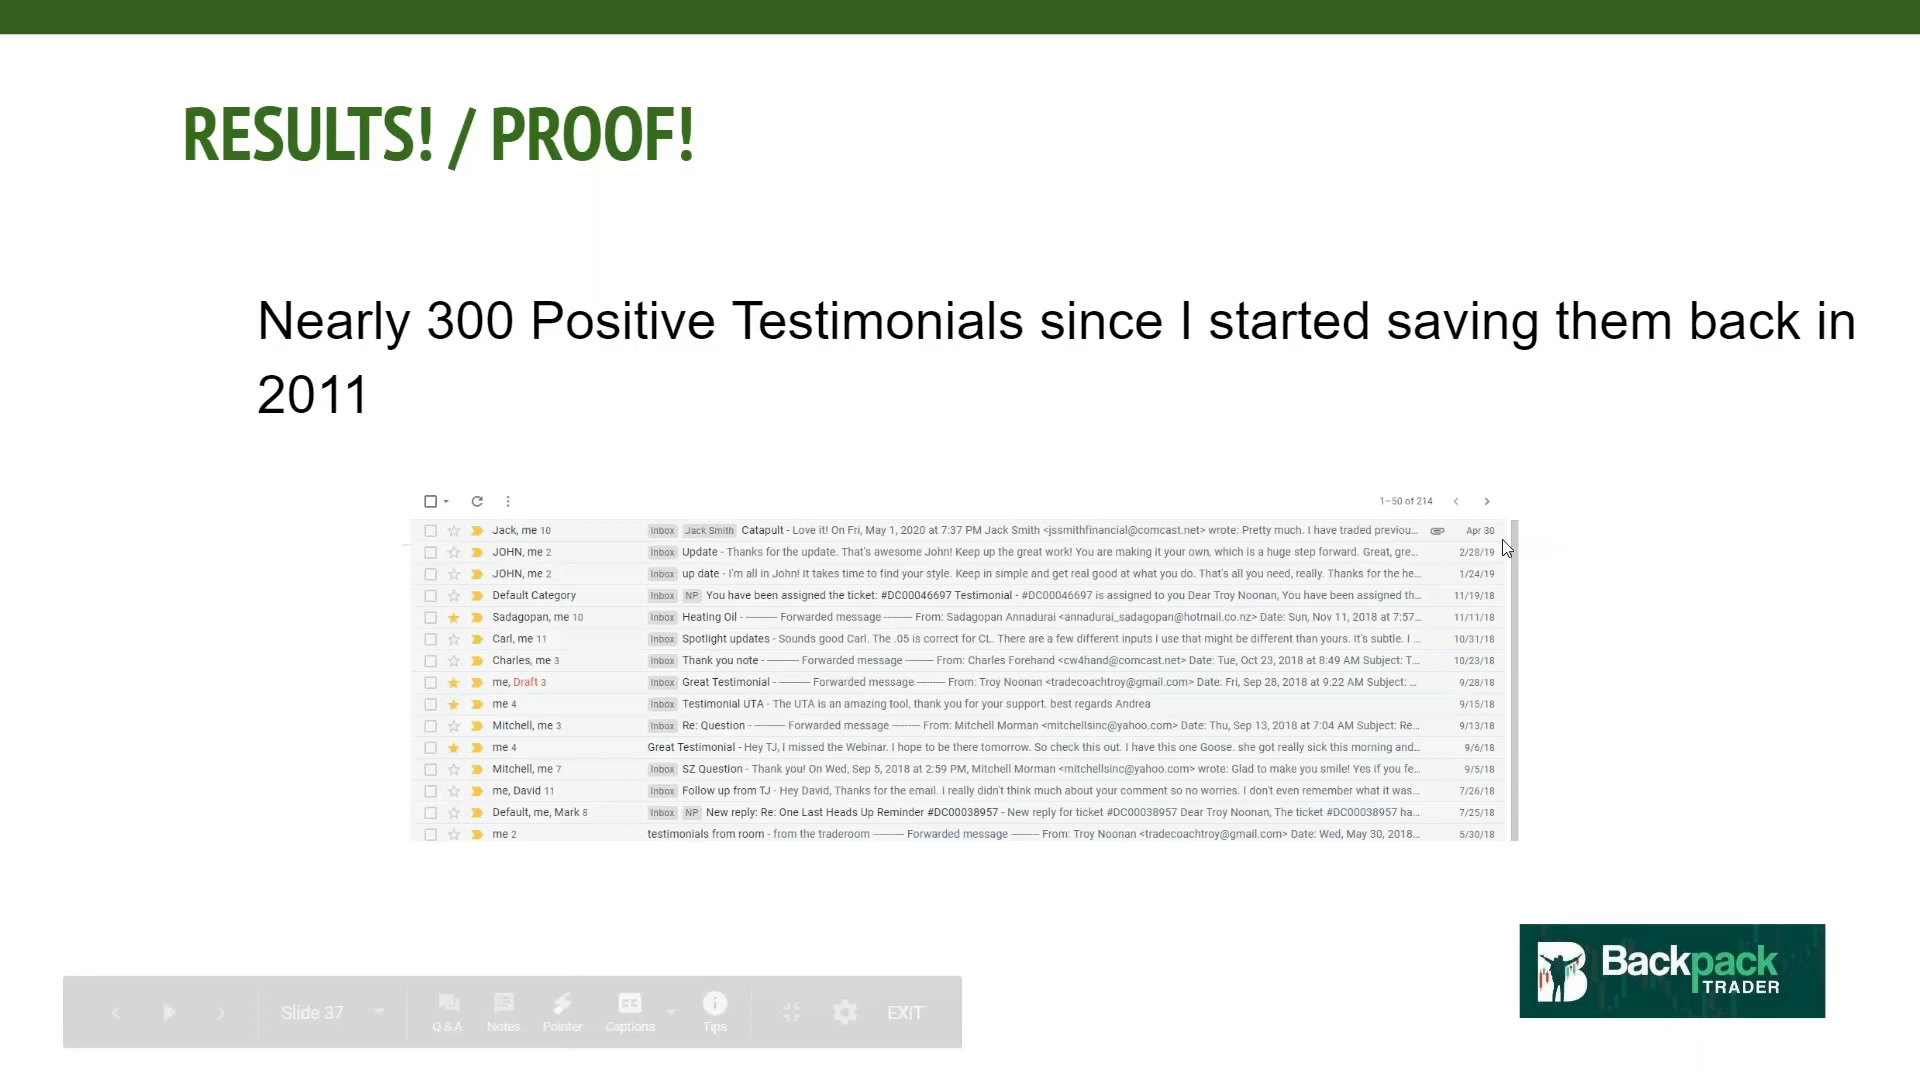 RESULTS! / PROOF!
Nearly 300 Positive Testimonials since I started saving them back in
2011
1–50 of 214
Jack, me 10 Inbox Jack Smith Catapult - Love it! On Fri, May 1, 2020 at 7:37 PM Jack Smith <jssmithfinancial@comcast.net> wrote: Pretty much. I have traded previou... Apr 30
JOHN, me 2 Inbox Update - Thanks for the update. That's awesome John! Keep up the great work! You are making it your own, which is a huge step forward. Great, gre... 2/28/19
JOHN, me 2 Inbox up date - I'm all in John! It takes time to find your style. Keep in simple and get real good at what you do. That's all you need, really. Thanks for the he... 1/24/19
Default Category Inbox NP You have been assigned the ticket: #DC00046697 Testimonial - #DC00046697 is assigned to you Dear Troy Noonan, You have been assigned th... 11/19/18
Sadagopan, me 10 Inbox Heating Oil - ---------- Forwarded message --------- From: Sadagopan Annadurai <annadurai_sadagopan@hotmail.co.nz> Date: Sun, Nov 11, 2018 at 7:57... 11/11/18
Carl, me 11 Inbox Spotlight updates - Sounds good Carl. The .05 is correct for CL. There are a few different inputs I use that might be different than yours. It's subtle. I ... 10/31/18
Charles, me 3 Inbox Thank you note - ---------- Forwarded message --------- From: Charles Forehand <cw4hand@comcast.net> Date: Tue, Oct 23, 2018 at 8:49 AM Subject: T... 10/23/18
me, Draft 3 Inbox Great Testimonial - ---------- Forwarded message --------- From: Troy Noonan <tradecoachtroy@gmail.com> Date: Fri, Sep 28, 2018 at 9:22 AM Subject: ... 9/28/18
me 4 Inbox Testimonial UTA - The UTA is an amazing tool, thank you for your support. best regards Andrea 9/15/18
Mitchell, me 3 Inbox Re: Question - ---------- Forwarded message --------- From: Mitchell Morman <mitchellsinc@yahoo.com> Date: Thu, Sep 13, 2018 at 7:04 AM Subject: Re... 9/13/18
me 4 Great Testimonial - Hey TJ, I missed the Webinar. I hope to be there tomorrow. So check this out. I have this one Goose. she got really sick this morning and... 9/6/18
Mitchell, me 7 Inbox SZ Question - Thank you! On Wed, Sep 5, 2018 at 2:59 PM, Mitchell Morman <mitchellsinc@yahoo.com> wrote: Glad to make you smile! Yes if you fe... 9/5/18
me, David 11 Inbox Follow up from TJ - Hey David, Thanks for the email. I really didn't think much about your comment so no worries. I don't even remember what it was... 7/26/18
Default, me, Mark 8 Inbox NP New reply: Re: One Last Heads Up Reminder #DC00038957 - New reply for ticket #DC00038957 Dear Troy Noonan, The ticket #DC00038957 ha... 7/25/18
me 2 testimonials from room - from the traderoom ---------- Forwarded message --------- From: Troy Noonan <tradecoachtroy@gmail.com> Date: Wed, May 30, 2018... 5/30/18
Backpack
TRADER
Slide 37 Q & A Notes Pointer Captions Tips EXIT